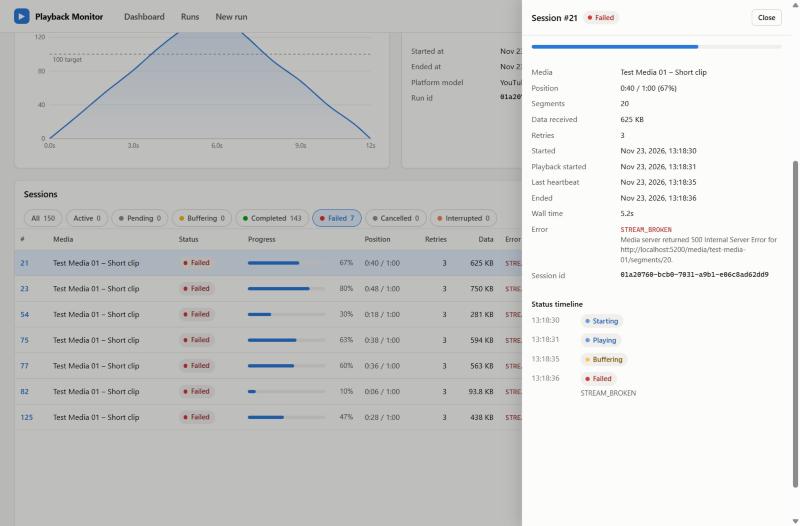 Playback Monitor
Dashboard
Runs
New run
120
100 target
80
40
0
0.0s
3.0s
6.0s
9.0s
12s
Started at
Nov 23
Ended at
Nov 23
Platform model
YouTu
Run id
01a20
Sessions
All 150
Active 0
Pending 0
Buffering 0
Completed 143
Failed 7
Cancelled 0
Interrupted 0
# Media Status Progress Position Retries Data Error
21 Test Media 01 – Short clip Failed 67% 0:40 / 1:00 3 625 KB STRE
23 Test Media 01 – Short clip Failed 80% 0:48 / 1:00 3 750 KB STRE
54 Test Media 01 – Short clip Failed 30% 0:18 / 1:00 3 281 KB STRE
75 Test Media 01 – Short clip Failed 63% 0:38 / 1:00 3 594 KB STRE
77 Test Media 01 – Short clip Failed 60% 0:36 / 1:00 3 563 KB STRE
82 Test Media 01 – Short clip Failed 10% 0:06 / 1:00 3 93.8 KB STRE
125 Test Media 01 – Short clip Failed 47% 0:28 / 1:00 3 438 KB STRE
Session #21 Failed Close
Media Test Media 01 – Short clip
Position 0:40 / 1:00 (67%)
Segments 20
Data received 625 KB
Retries 3
Started Nov 23, 2026, 13:18:30
Playback started Nov 23, 2026, 13:18:31
Last heartbeat Nov 23, 2026, 13:18:35
Ended Nov 23, 2026, 13:18:36
Wall time 5.2s
Error STREAM_BROKEN
Media server returned 500 Internal Server Error for
http://localhost:5200/media/test-media-
01/segments/20.
Session id 01a20760-bcb0-7031-a9b1-e06c8ad62dd9
Status timeline
13:18:30 Starting
13:18:31 Playing
13:18:35 Buffering
13:18:36 Failed
STREAM_BROKEN